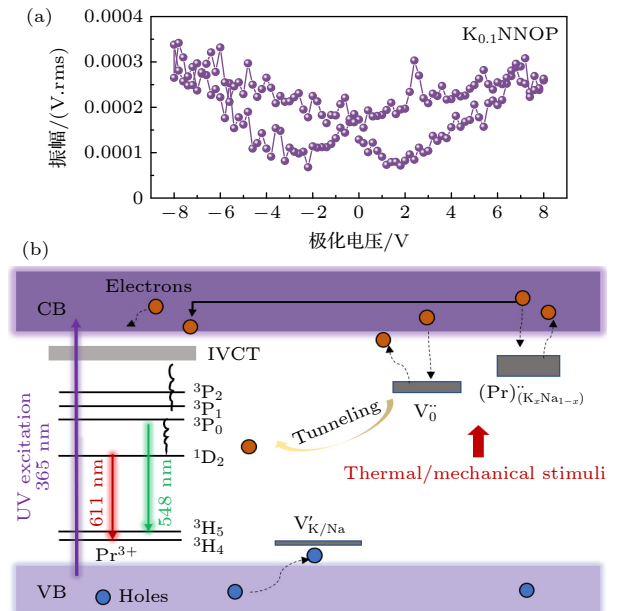 (a)
K₀.₁NNOP
振幅/(V.rms)
0.0004
0.0003
0.0002
0.0001
0
−8 −6 −4 −2 0 2 4 6 8
极化电压/V
(b)
Electrons
CB
IVCT
³P₂
³P₁
³P₀
¹D₂
³H₅
³H₄
Pr³⁺
UV excitation
365 nm
611 nm
548 nm
Tunneling
V₀¨
(Pr)¨(KₓNa₁₋ₓ)
Thermal/mechanical stimuli
V′K/Na
VB
Holes